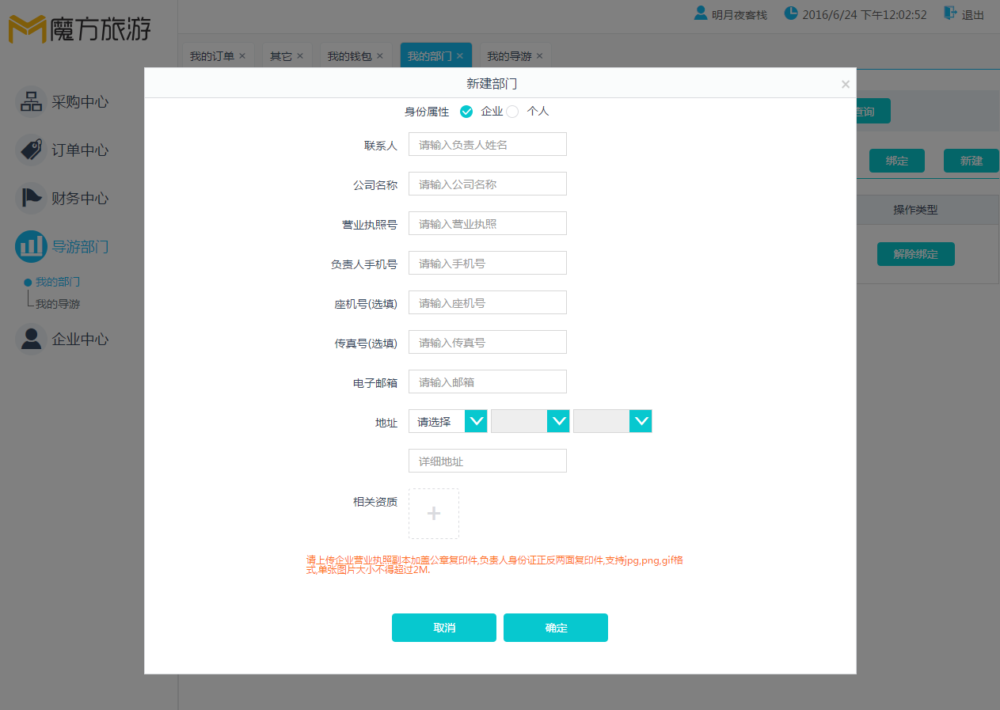 魔方旅游
明月夜客栈 2016/6/24 下午12:02:52 退出
我的订单 × 其它 × 我的钱包 × 我的部门 × 我的导游 ×
采购中心
订单中心
财务中心
导游部门
我的部门
我的导游
企业中心
新建部门 ×
身份属性 企业 个人
联系人 请输入负责人姓名
公司名称 请输入公司名称
营业执照号 请输入营业执照
负责人手机号 请输入手机号
座机号(选填) 请输入座机号
传真号(选填) 请输入传真号
电子邮箱 请输入邮箱
地址 请选择
详细地址
相关资质
请上传企业营业执照副本加盖公章复印件,负责人身份证正反两面复印件,支持jpg,png,gif格
式,单张图片大小不得超过2M.
取消 确定
查询
绑定 新建
操作类型
解除绑定